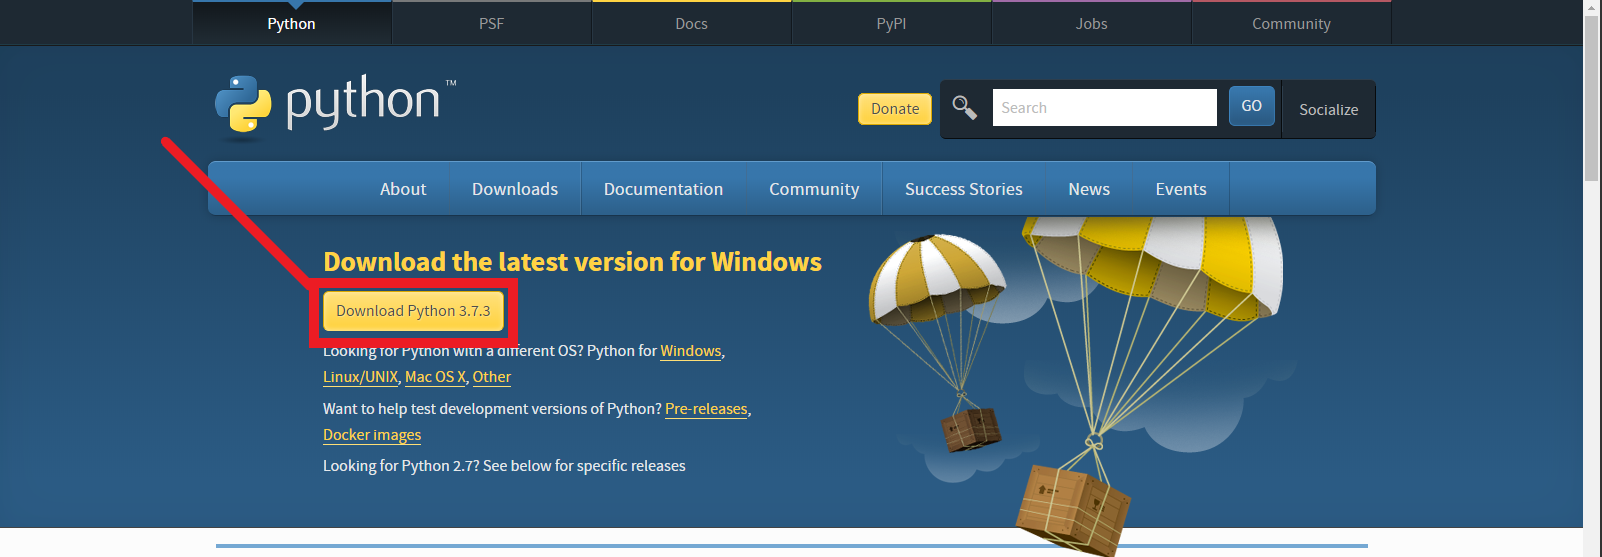 Python PSF Docs PyPI Jobs Community
python™
Donate Search GO Socialize
About Downloads Documentation Community Success Stories News Events
Download the latest version for Windows
Download Python 3.7.3
Looking for Python with a different OS? Python for Windows,
Linux/UNIX, Mac OS X, Other
Want to help test development versions of Python? Pre-releases,
Docker images
Looking for Python 2.7? See below for specific releases